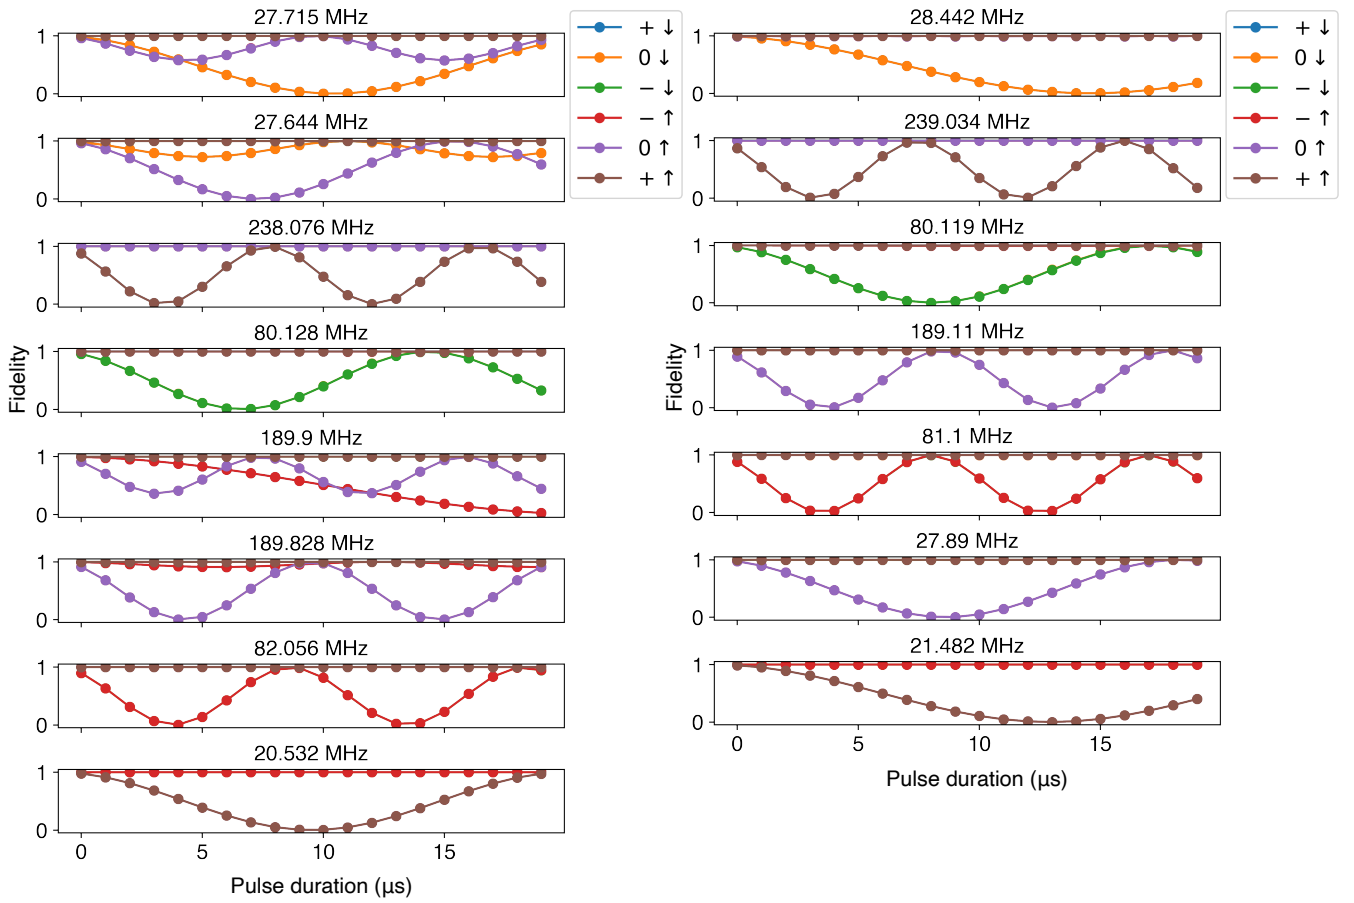 27.715 MHz
1
0
27.644 MHz
1
0
238.076 MHz
1
0
80.128 MHz
1
0
189.9 MHz
1
0
189.828 MHz
1
0
82.056 MHz
1
0
20.532 MHz
1
0
0 5 10 15
Pulse duration (μs)
Fidelity
+ ↓
0 ↓
− ↓
− ↑
0 ↑
+ ↑
28.442 MHz
1
0
239.034 MHz
1
0
80.119 MHz
1
0
189.11 MHz
1
0
81.1 MHz
1
0
27.89 MHz
1
0
21.482 MHz
1
0
0 5 10 15
Pulse duration (μs)
Fidelity
+ ↓
0 ↓
− ↓
− ↑
0 ↑
+ ↑